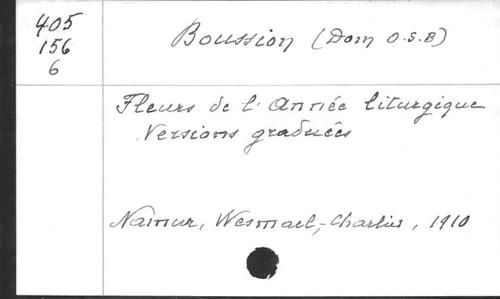 405
156
6
Boussion (Dom O.S.B)
Fleurs de l'Année liturgique
Versions graduées
Namur, Wesmael-Charlier, 1910